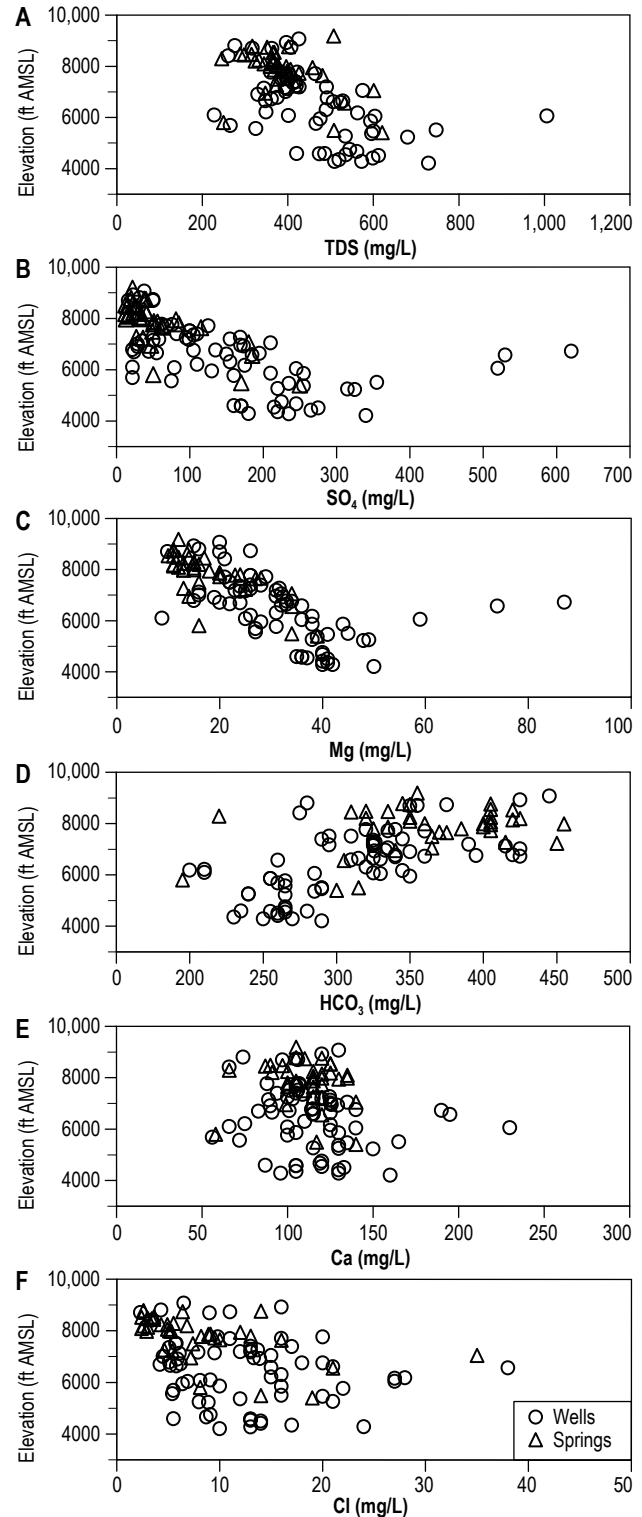 A
10,000
8000
6000
4000
Elevation (ft AMSL)
0 200 400 600 800 1,000 1,200
TDS (mg/L)
B
10,000
8000
6000
4000
Elevation (ft AMSL)
0 100 200 300 400 500 600 700
SO₄ (mg/L)
C
10,000
8000
6000
4000
Elevation (ft AMSL)
0 20 40 60 80 100
Mg (mg/L)
D
10,000
8000
6000
4000
Elevation (ft AMSL)
150 200 250 300 350 400 450 500
HCO₃ (mg/L)
E
10,000
8000
6000
4000
Elevation (ft AMSL)
0 50 100 150 200 250 300
Ca (mg/L)
F
10,000
8000
6000
4000
Elevation (ft AMSL)
Wells
Springs
0 10 20 30 40 50
Cl (mg/L)